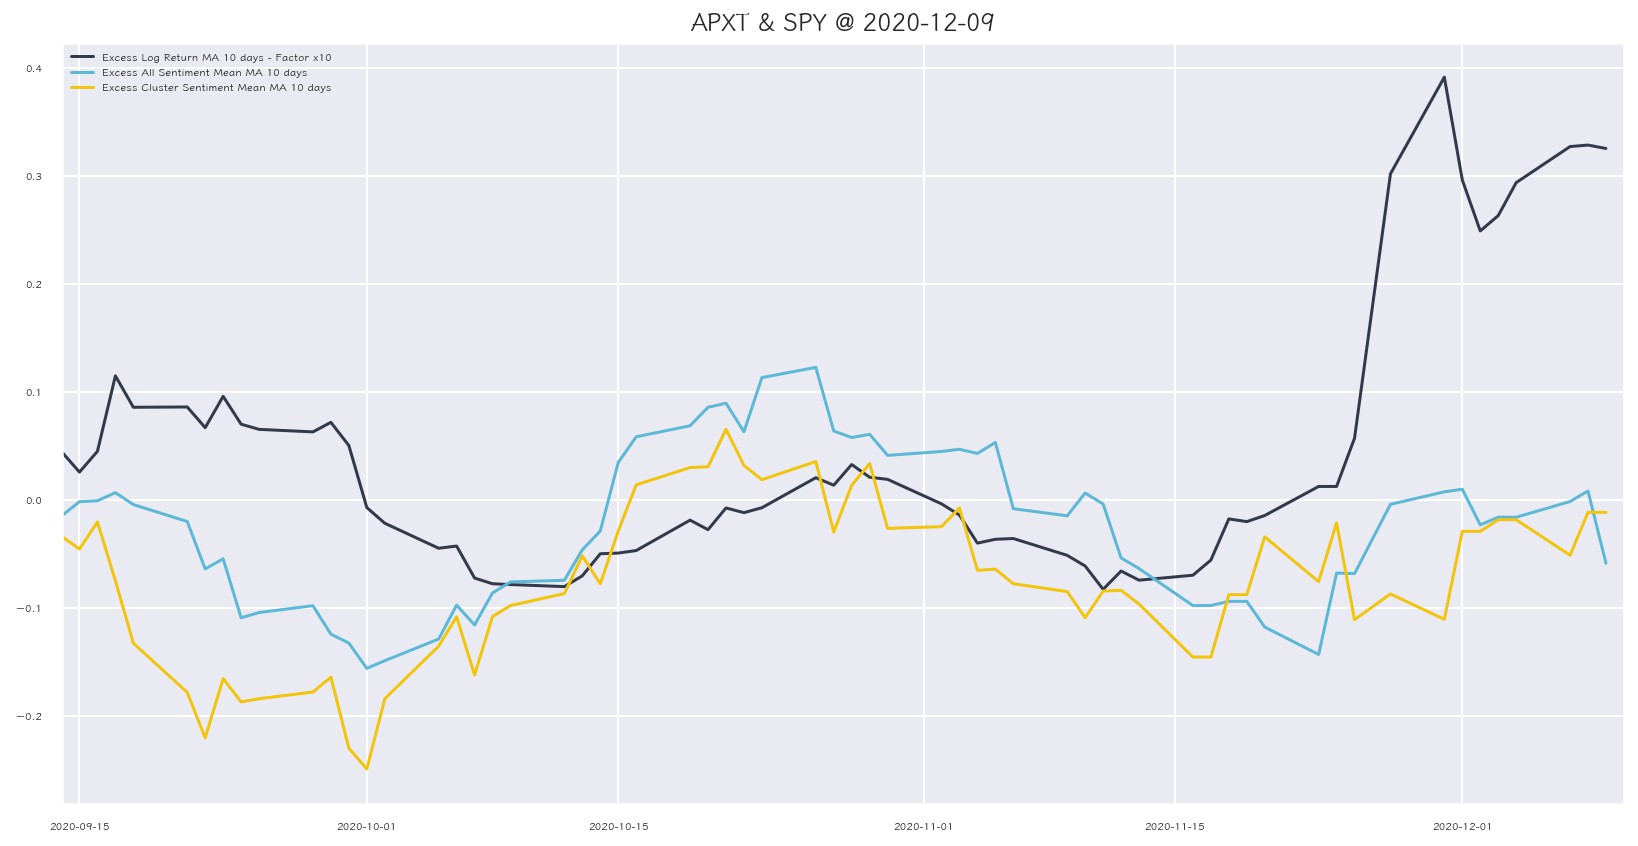 APXT & SPY @ 2020-12-09
Excess Log Return MA 10 days - Factor x10
Excess All Sentiment Mean MA 10 days
Excess Cluster Sentiment Mean MA 10 days
0.4
0.3
0.2
0.1
0.0
−0.1
−0.2
2020-09-15 2020-10-01 2020-10-15 2020-11-01 2020-11-15 2020-12-01